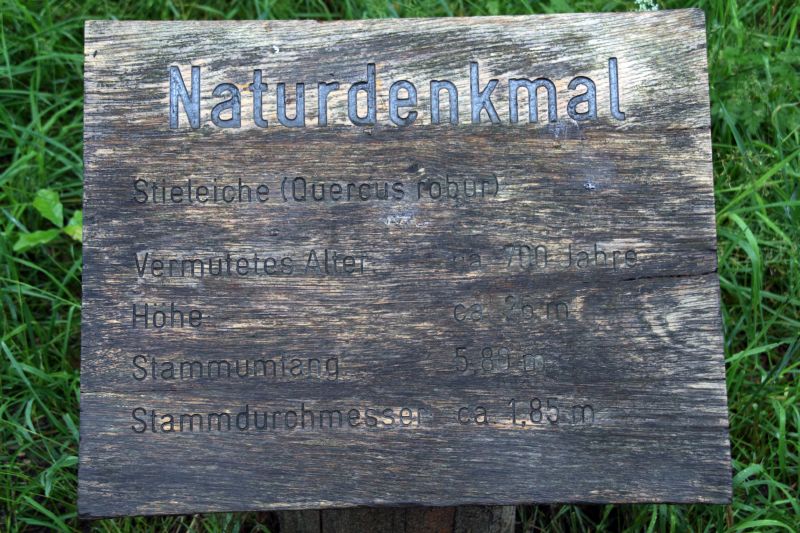 Naturdenkmal
Stieleiche (Quercus robur)
Vermutetes Alter: ca. 700 Jahre
Höhe ca. 26 m
Stammumfang 5,80 m
Stammdurchmesser ca. 1,85 m